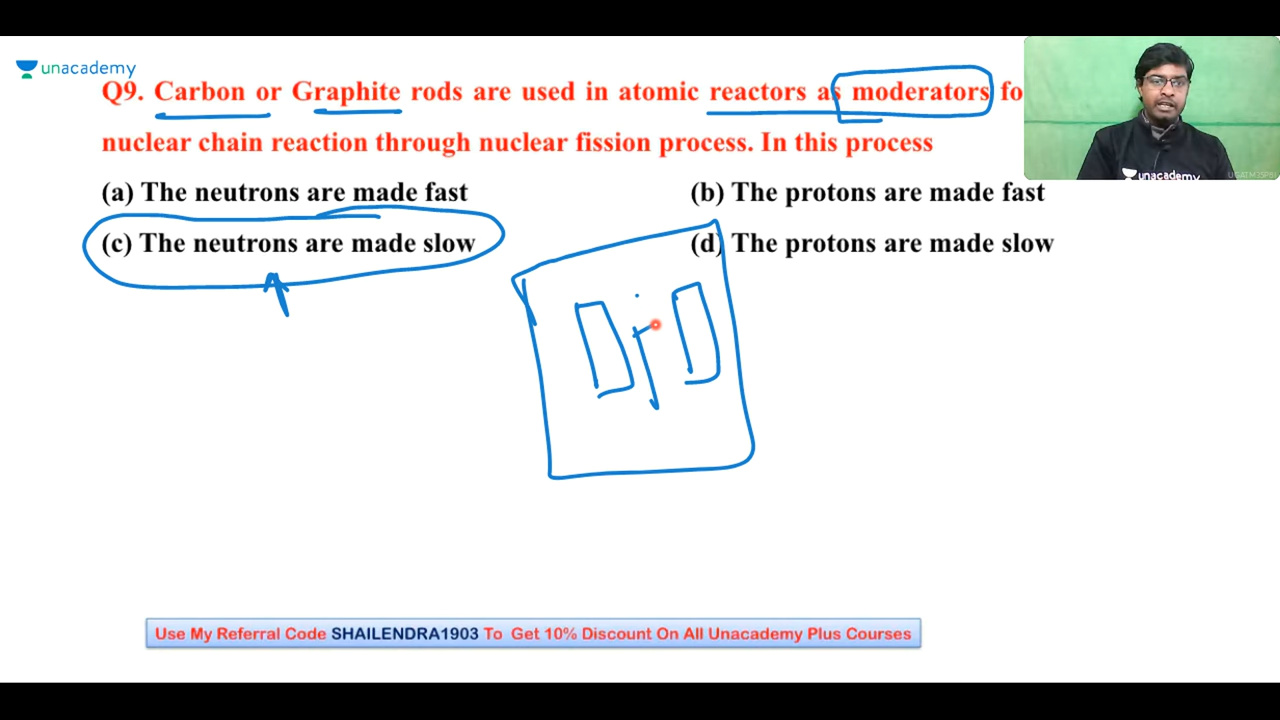 unacademy
Q9. Carbon or Graphite rods are used in atomic reactors as moderators fo
nuclear chain reaction through nuclear fission process. In this process
(a) The neutrons are made fast
(b) The protons are made fast
(c) The neutrons are made slow
(d) The protons are made slow
unacademy
Use My Referral Code SHAILENDRA1903 To Get 10% Discount On All Unacademy Plus Courses